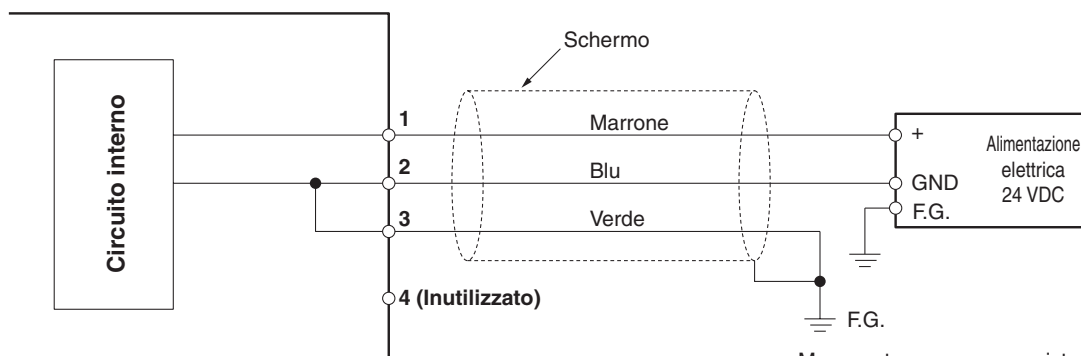 Schermo
Circuito interno
1
Marrone
+
Alimentazione
elettrica
24 VDC
2
Blu
GND
F.G.
3
Verde
4 (Inutilizzato)
F.G.